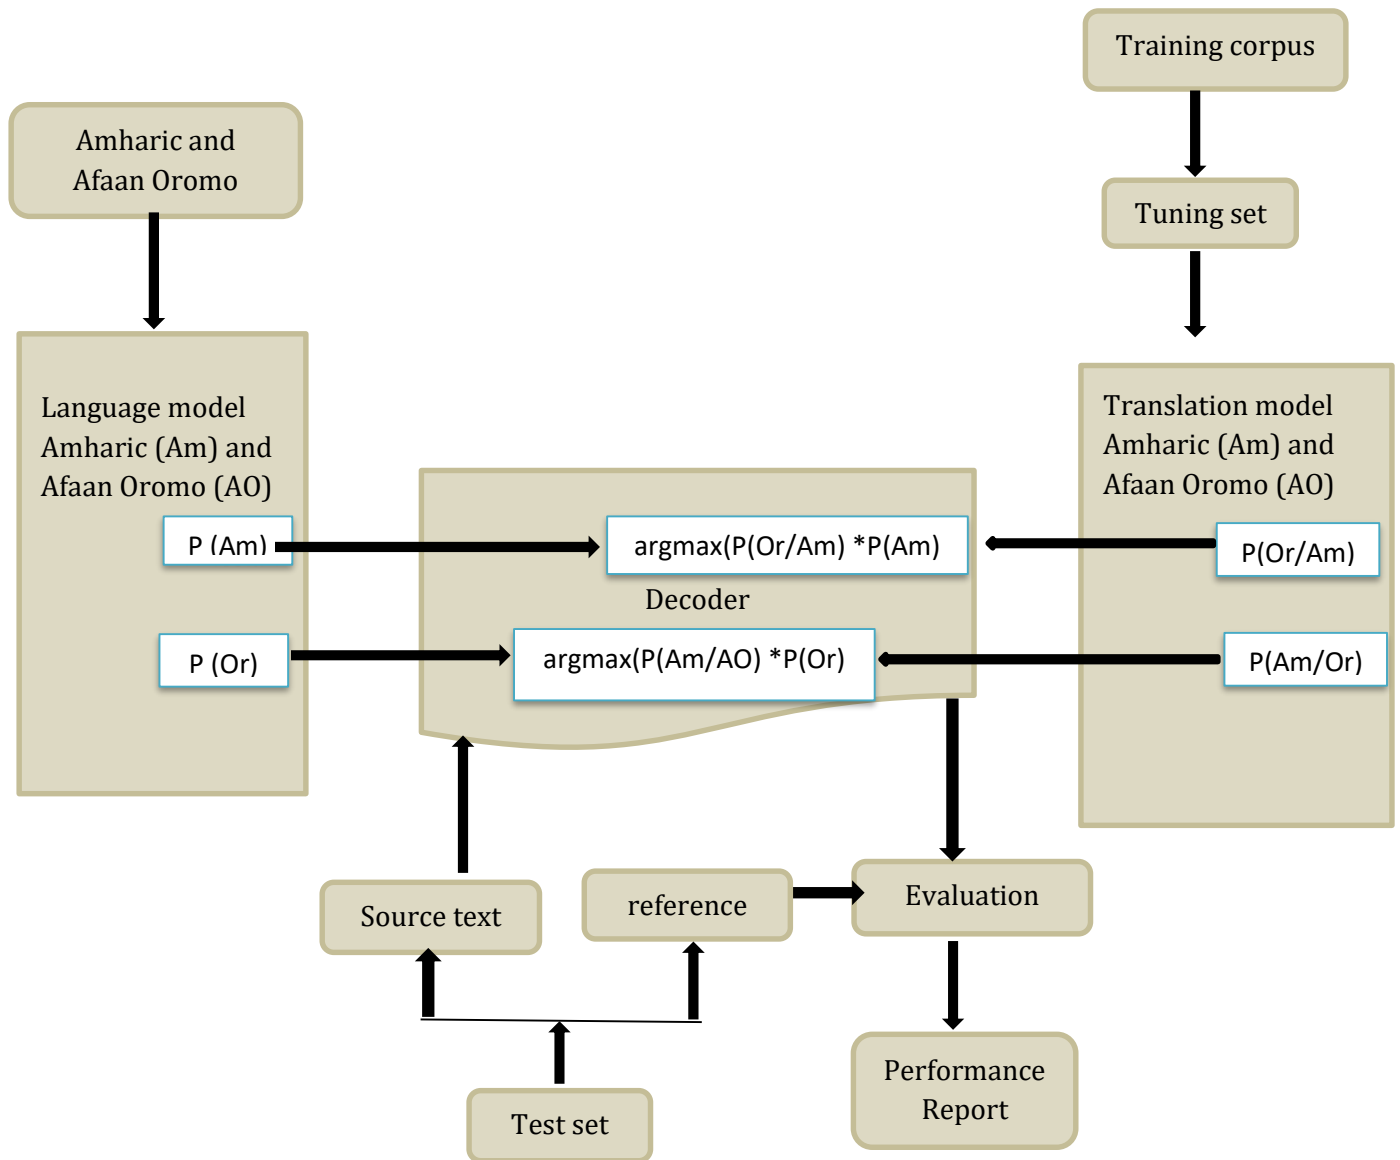 Training corpus
Amharic and
Afaan Oromo
Tuning set
Language model
Amharic (Am) and
Afaan Oromo (AO)
Translation model
Amharic (Am) and
Afaan Oromo (AO)
P (Am)
argmax(P(Or/Am) *P(Am)
P(Or/Am)
Decoder
P (Or)
argmax(P(Am/AO) *P(Or)
P(Am/Or)
Source text
reference
Evaluation
Performance
Report
Test set